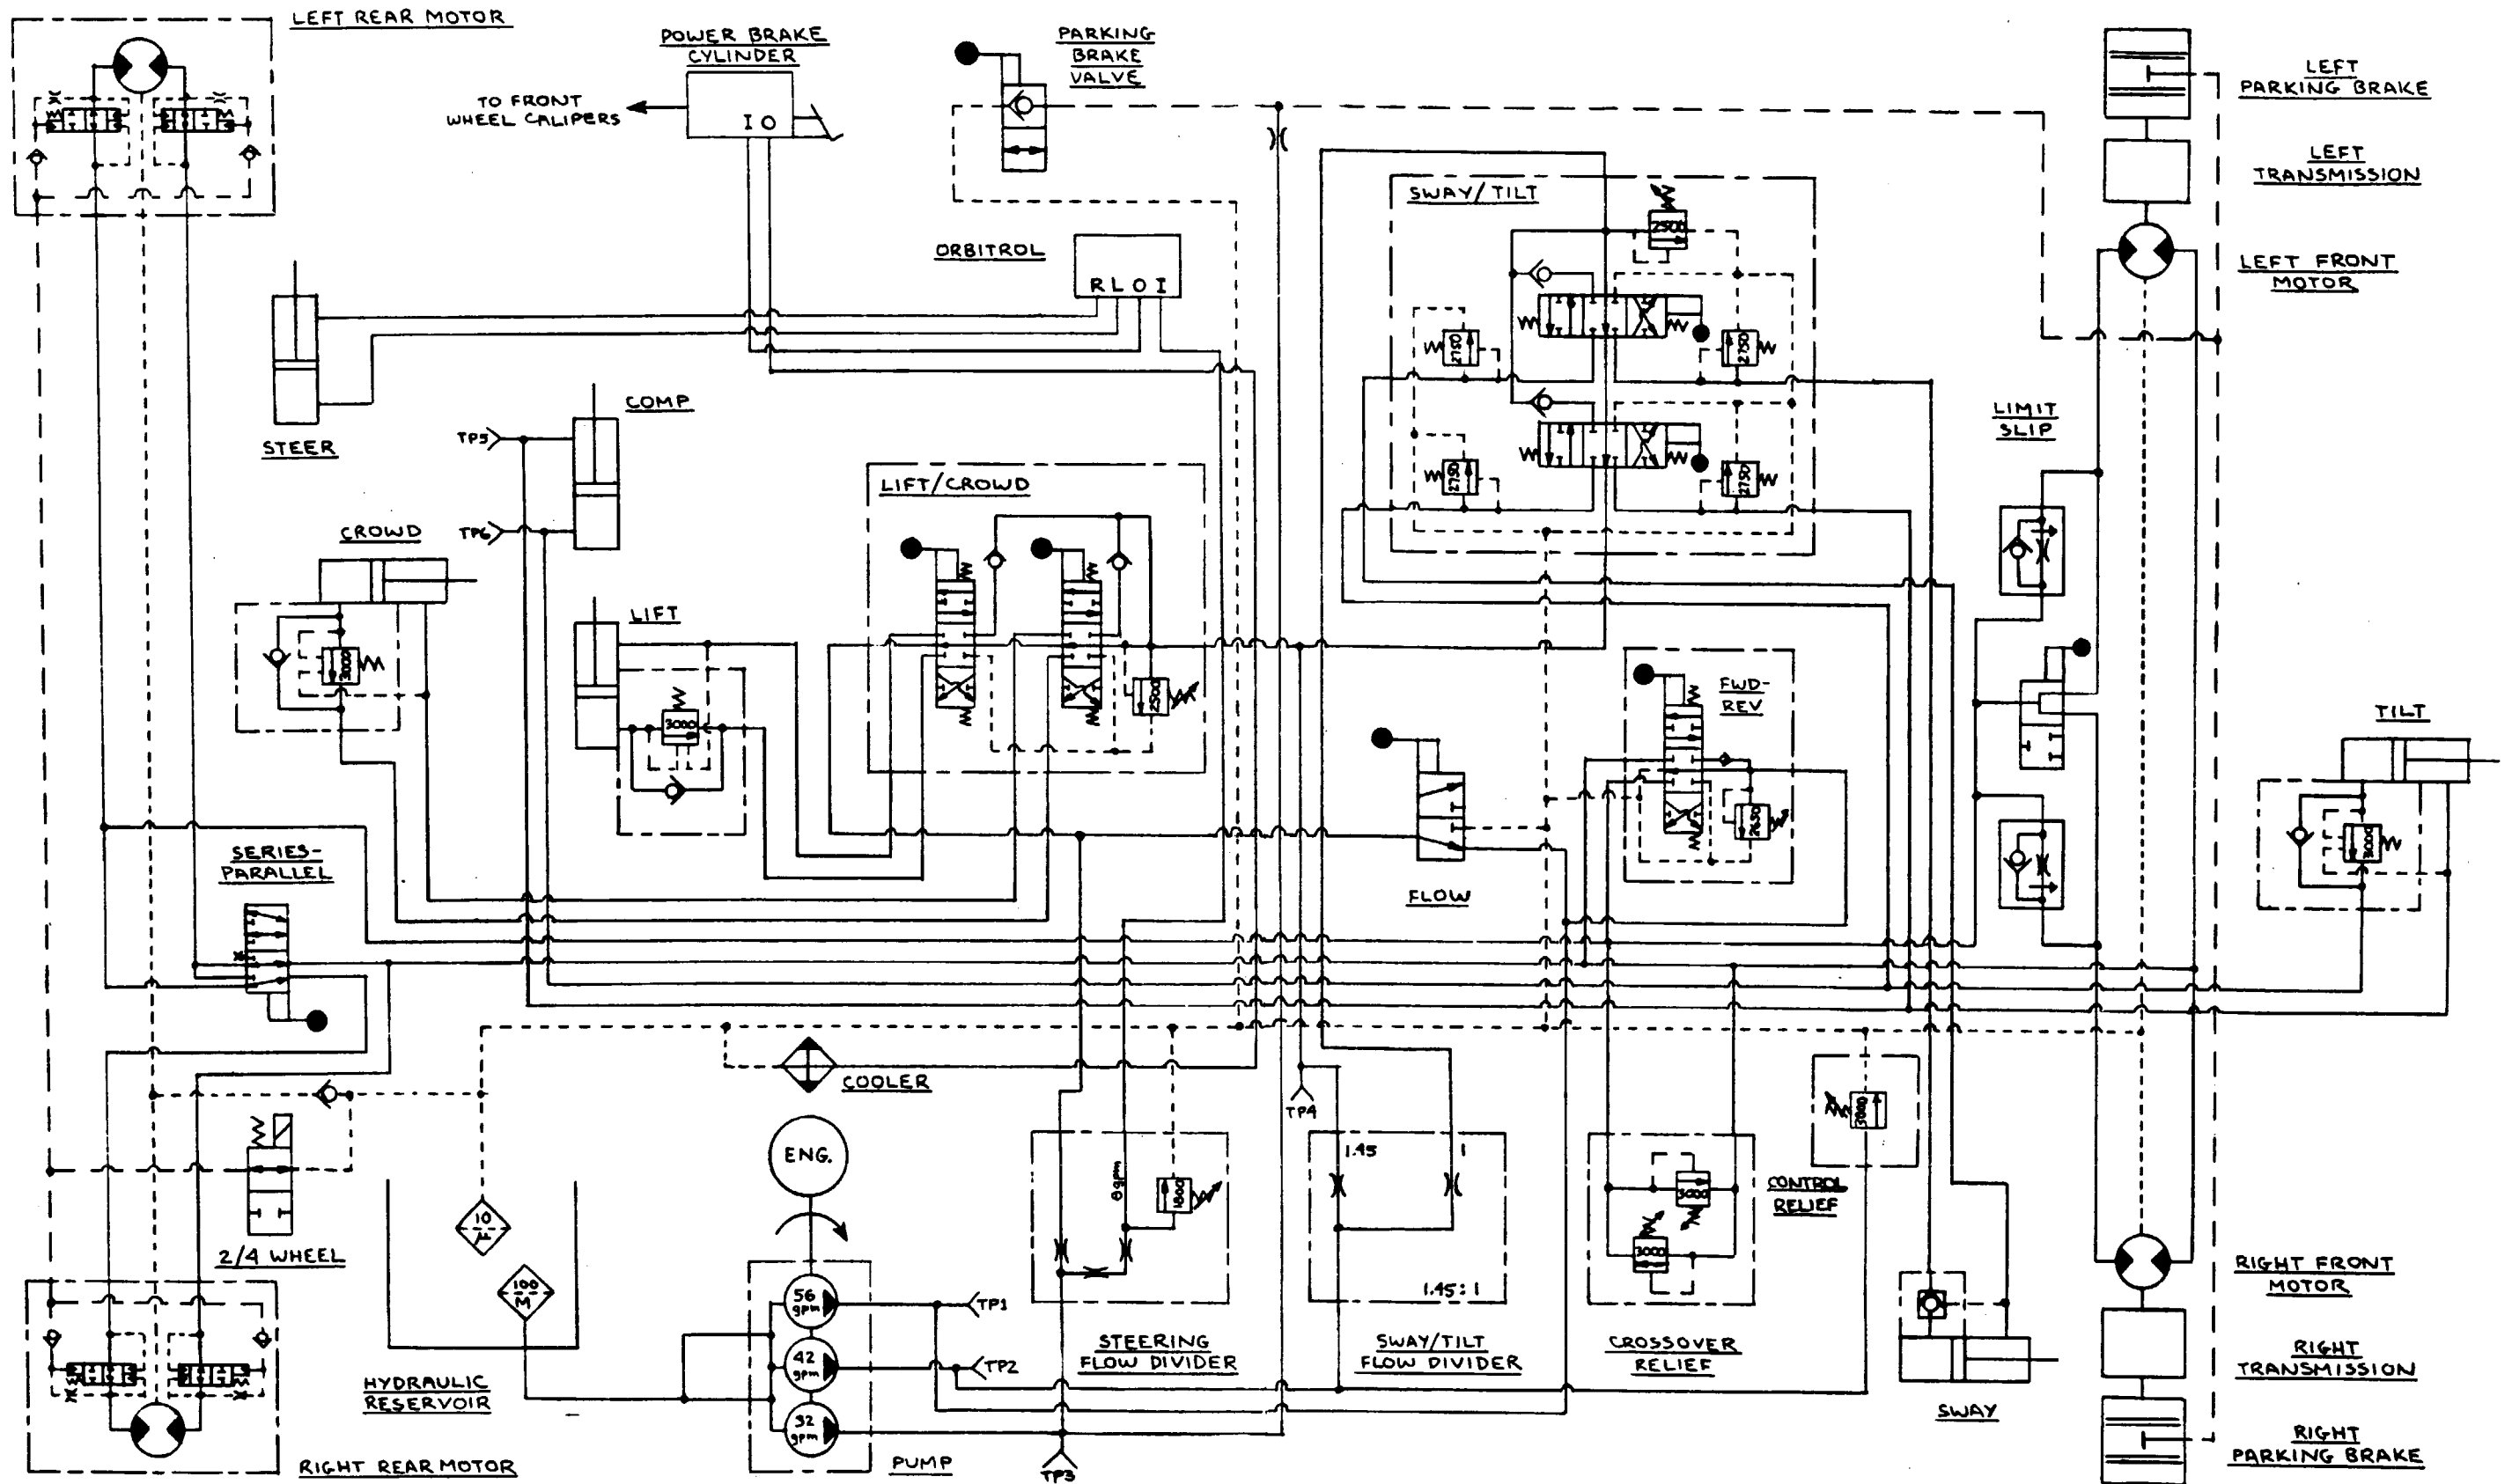 LEFT REAR MOTOR
POWER BRAKE
CYLINDER
TO FRONT
WHEEL CALIPERS
I O
PARKING
BRAKE
VALVE
LEFT
PARKING BRAKE
LEFT
TRANSMISSION
LEFT FRONT
MOTOR
SWAY/TILT
2500
2750
2750
2750
2750
ORBITROL
R L O I
STEER
COMP
TP5
TP6
CROWD
3000
LIFT
3000
LIFT/CROWD
2500
FWD-
REV
2650
LIMIT
SLIP
TILT
3000
FLOW
SERIES-
PARALLEL
COOLER
2/4 WHEEL
10
100
M
HYDRAULIC
RESERVOIR
ENG.
56
gpm
42
gpm
32
gpm
PUMP
TP1
TP2
TP3
TP4
8gpm
1800
STEERING
FLOW DIVIDER
1.45
1
1.45:1
SWAY/TILT
FLOW DIVIDER
3000
3000
CROSSOVER
RELIEF
3000
CONTROL
RELIEF
SWAY
RIGHT FRONT
MOTOR
RIGHT
TRANSMISSION
RIGHT
PARKING BRAKE
RIGHT REAR MOTOR